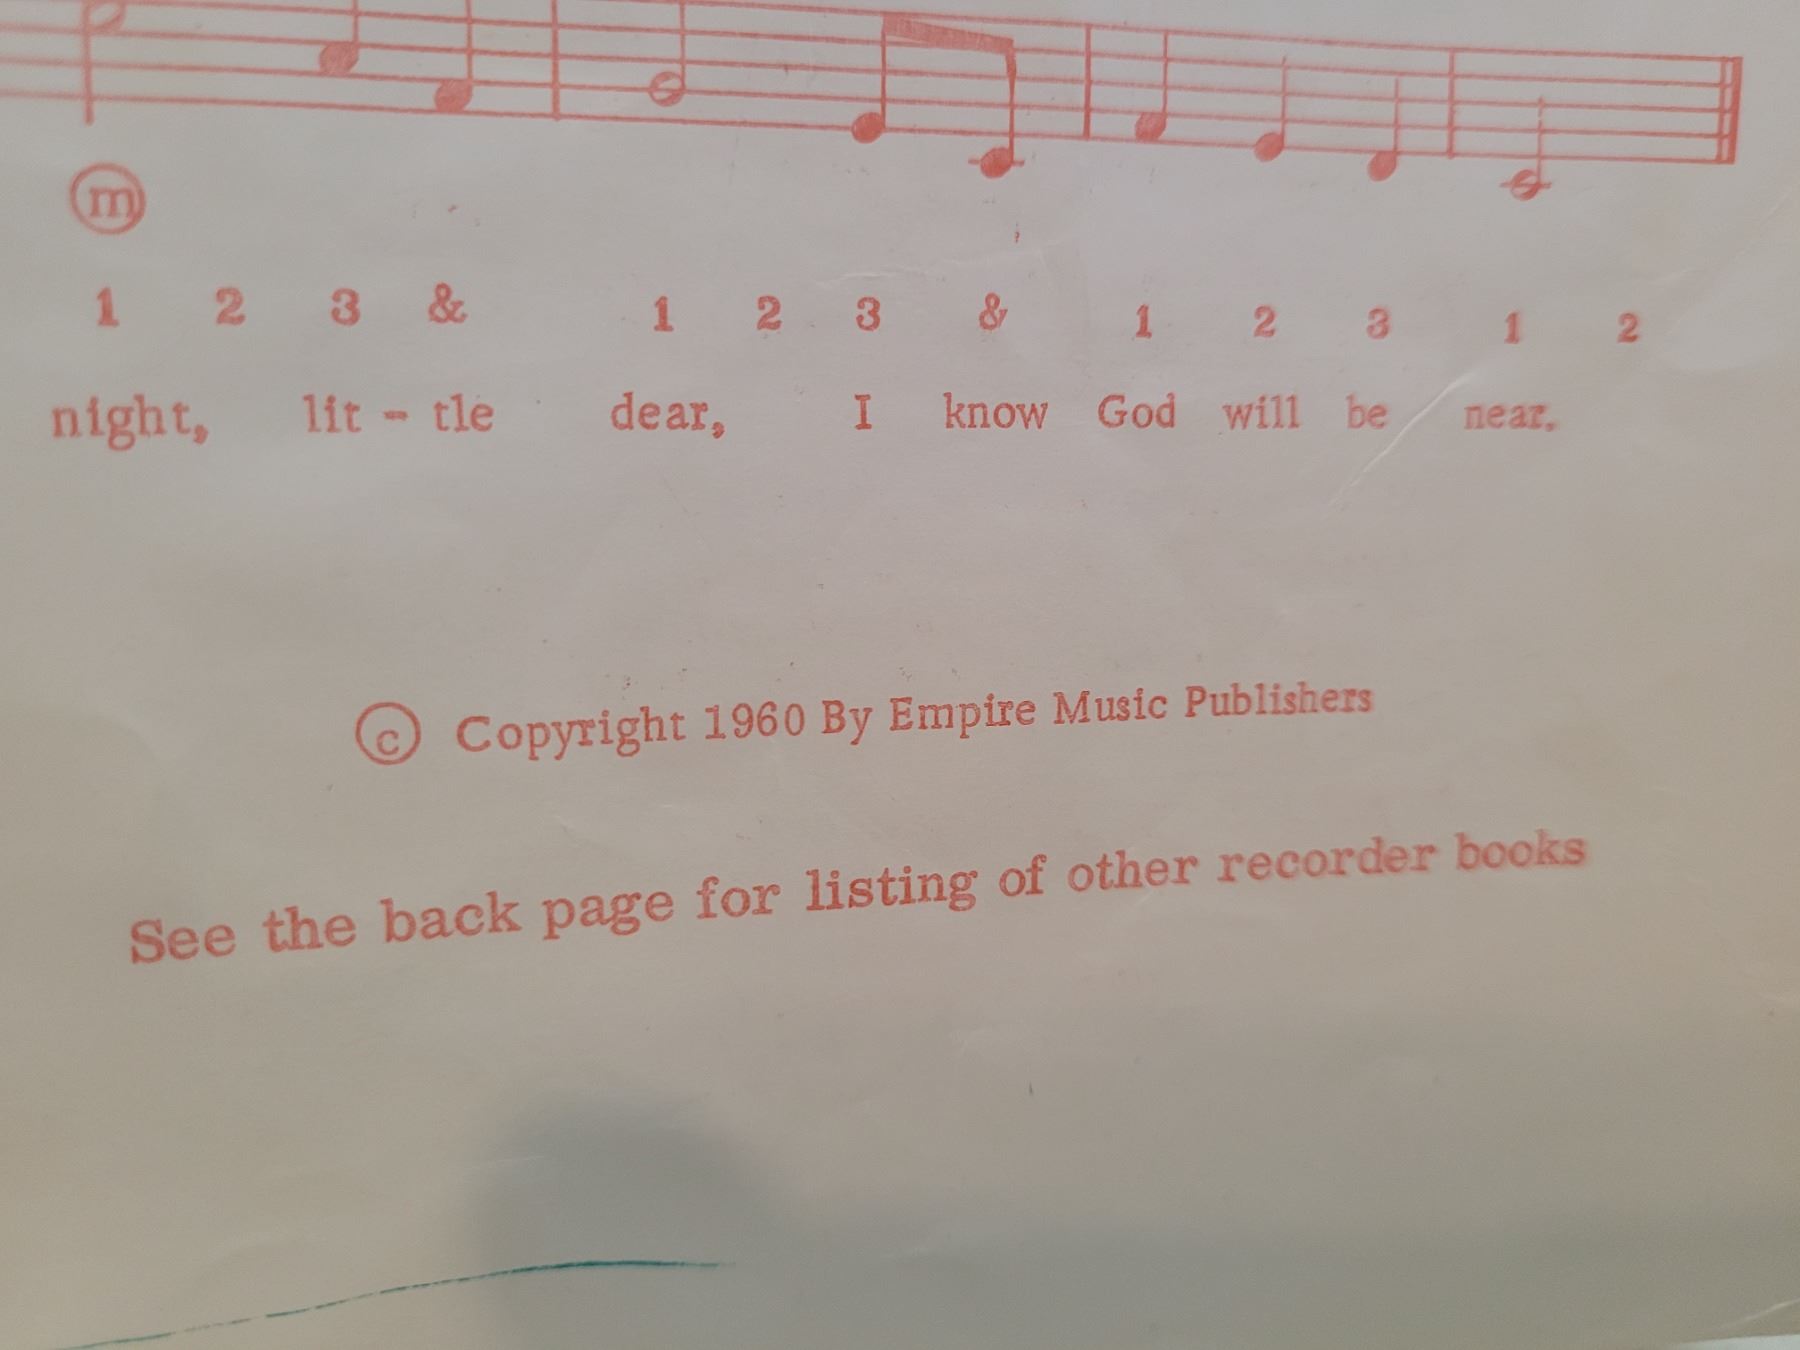 m
1 2 3 & 1 2 3 & 1 2 3 1 2
night, lit - tle dear, I know God will be near.
© Copyright 1960 By Empire Music Publishers
See the back page for listing of other recorder books